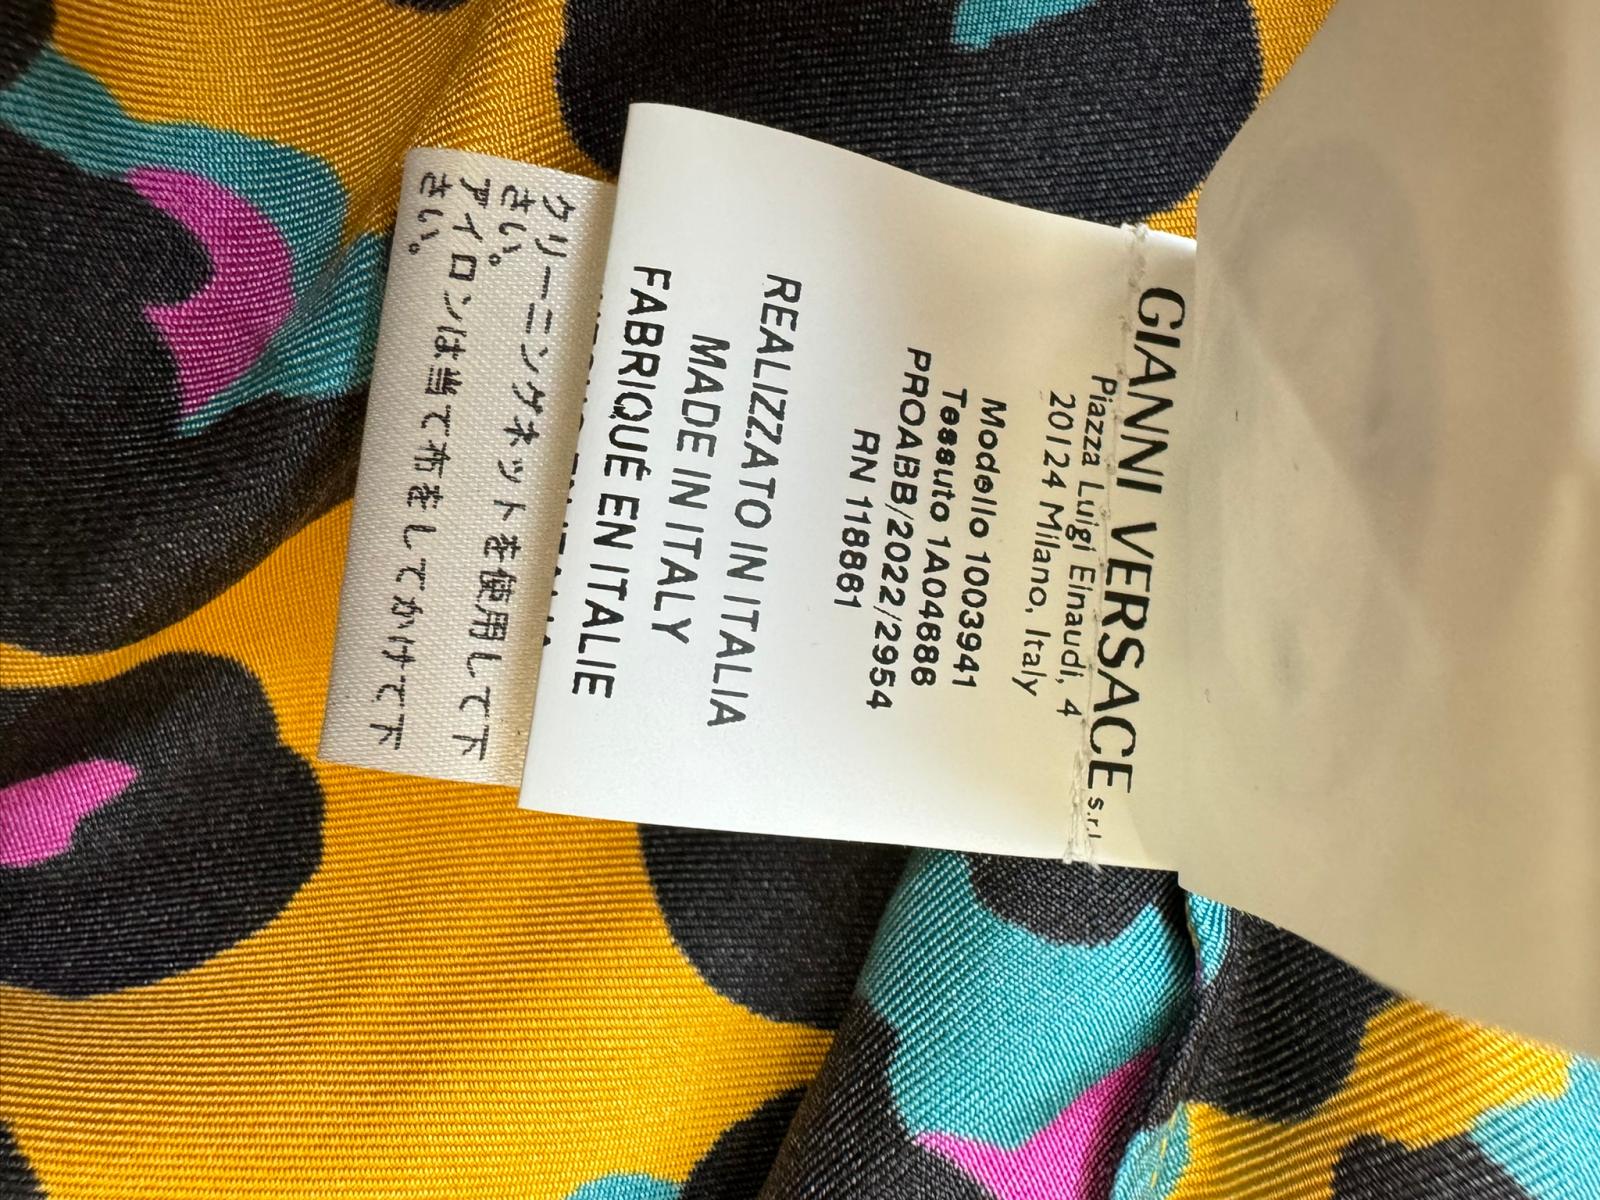 GIANNI VERSACE s.r.l.
Piazza Luigi Einaudi, 4
20124 Milano, Italy
Modello 1003941
Tessuto 1A04886
PROABB/2022/2954
RN 118861
REALIZZATO IN ITALIA
MADE IN ITALY
FABRIQUÉ EN ITALIE
クリーニングネットを使用して下
さい。
アイロンは当て布をしてかけて下
さい。